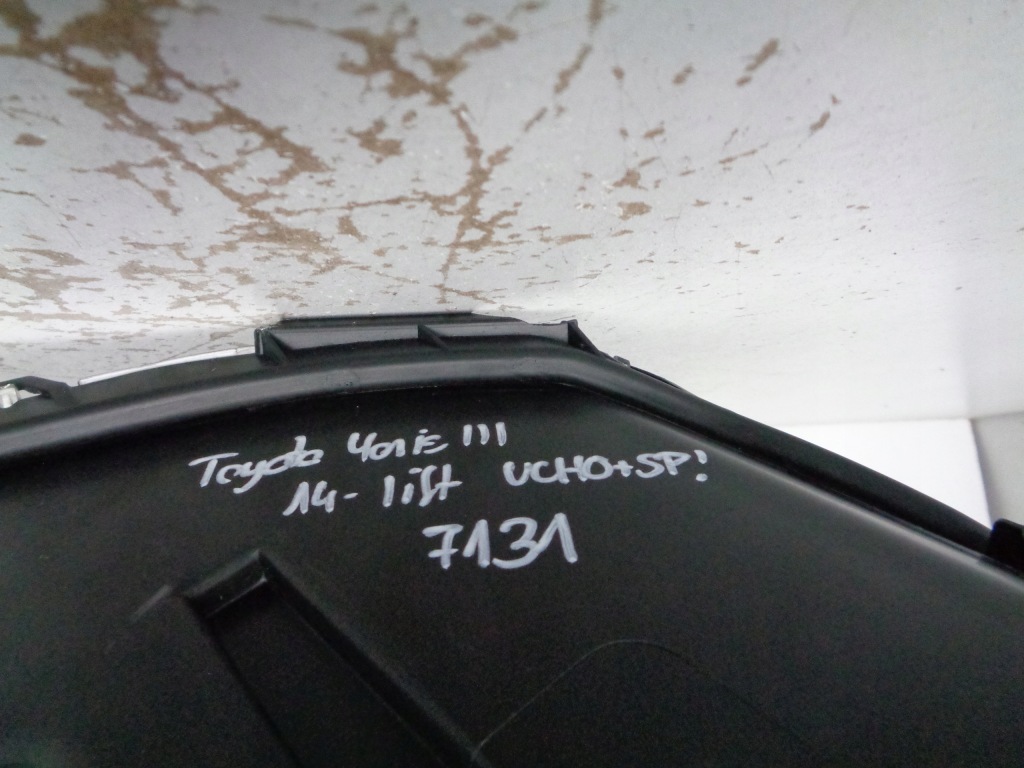 Toyota Yaris III
14- lift UCHO+SP!
7131